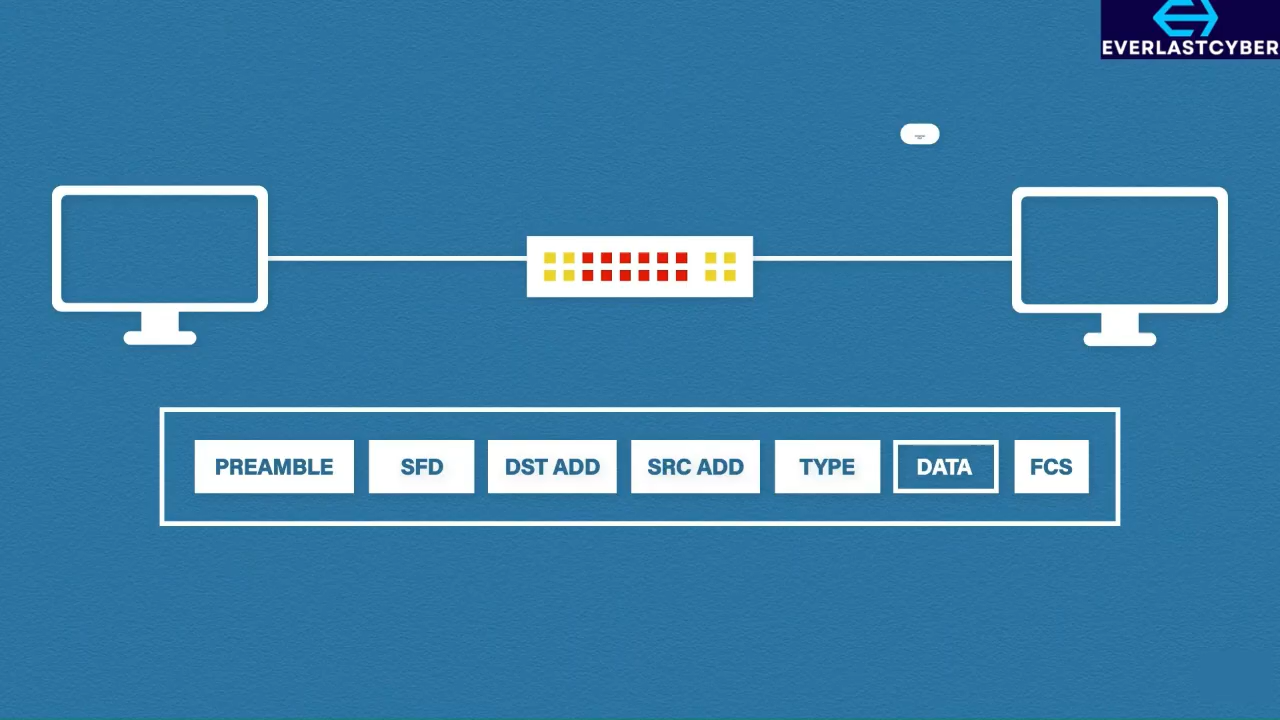 EVERLASTCYBER
PREAMBLE SFD DST ADD SRC ADD TYPE DATA FCS